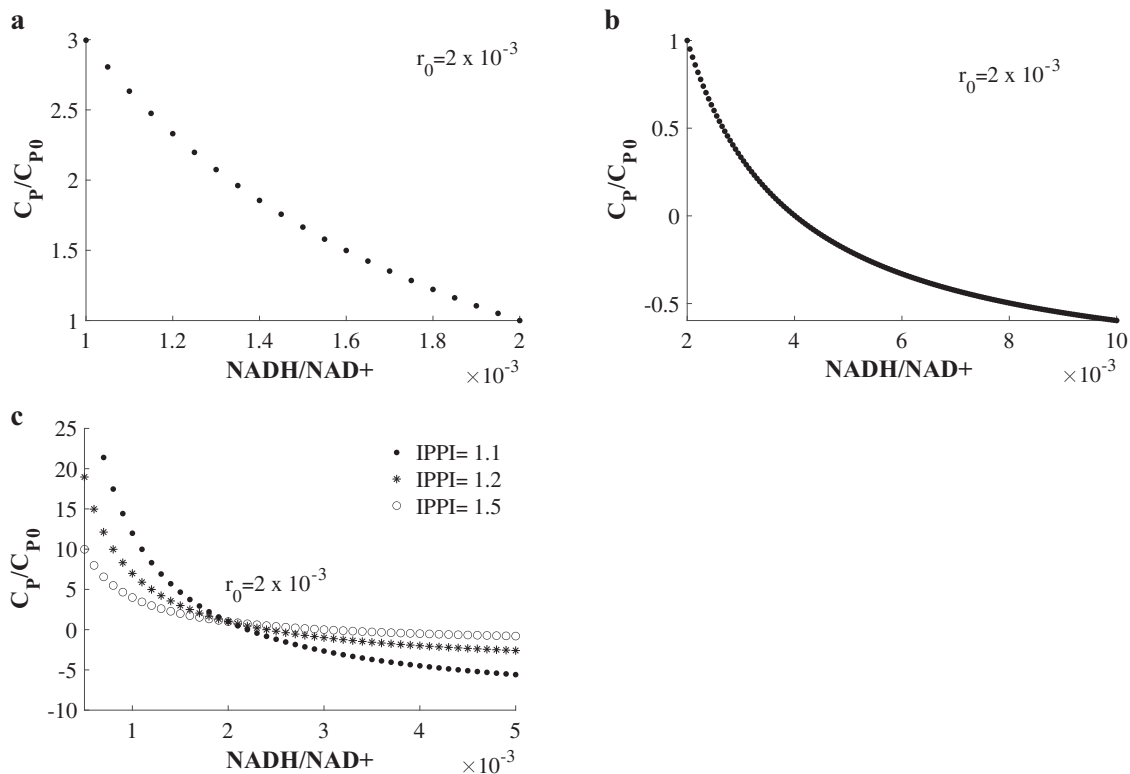 a
3
2.5
2
1.5
1
C_P/C_P0
r_0=2 x 10^-3
1 1.2 1.4 1.6 1.8 2
NADH/NAD+
×10^-3
b
1
0.5
0
-0.5
C_P/C_P0
r_0=2 x 10^-3
2 4 6 8 10
NADH/NAD+
×10^-3
c
25
20
15
10
5
0
-5
-10
C_P/C_P0
IPPI= 1.1
IPPI= 1.2
IPPI= 1.5
r_0=2 x 10^-3
1 2 3 4 5
NADH/NAD+
×10^-3